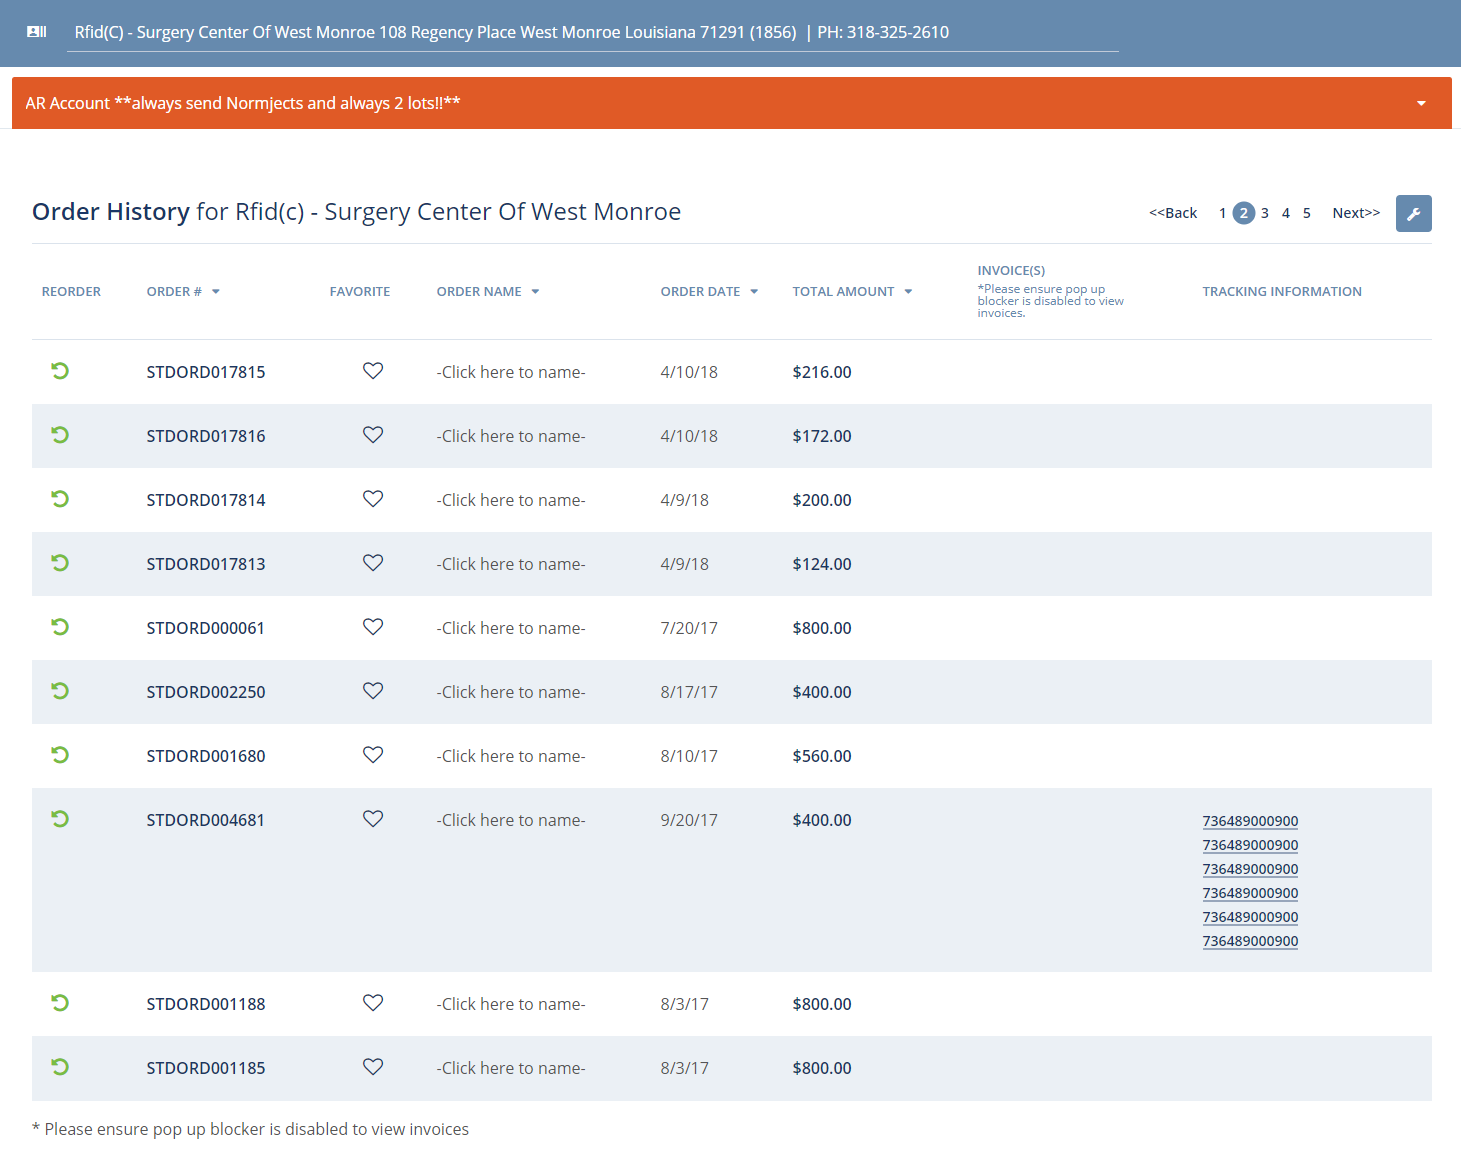 Rfid(C) - Surgery Center Of West Monroe 108 Regency Place West Monroe Louisiana 71291 (1856) | PH: 318-325-2610
AR Account **always send Normjects and always 2 lots!!**
Order History for Rfid(c) - Surgery Center Of West Monroe
<<Back 1 2 3 4 5 Next>>
REORDER ORDER # FAVORITE ORDER NAME ORDER DATE TOTAL AMOUNT INVOICE(S) TRACKING INFORMATION
*Please ensure pop up
blocker is disabled to view
invoices.
STDORD017815 -Click here to name- 4/10/18 $216.00
STDORD017816 -Click here to name- 4/10/18 $172.00
STDORD017814 -Click here to name- 4/9/18 $200.00
STDORD017813 -Click here to name- 4/9/18 $124.00
STDORD000061 -Click here to name- 7/20/17 $800.00
STDORD002250 -Click here to name- 8/17/17 $400.00
STDORD001680 -Click here to name- 8/10/17 $560.00
STDORD004681 -Click here to name- 9/20/17 $400.00 736489000900
736489000900
736489000900
736489000900
736489000900
736489000900
STDORD001188 -Click here to name- 8/3/17 $800.00
STDORD001185 -Click here to name- 8/3/17 $800.00
* Please ensure pop up blocker is disabled to view invoices